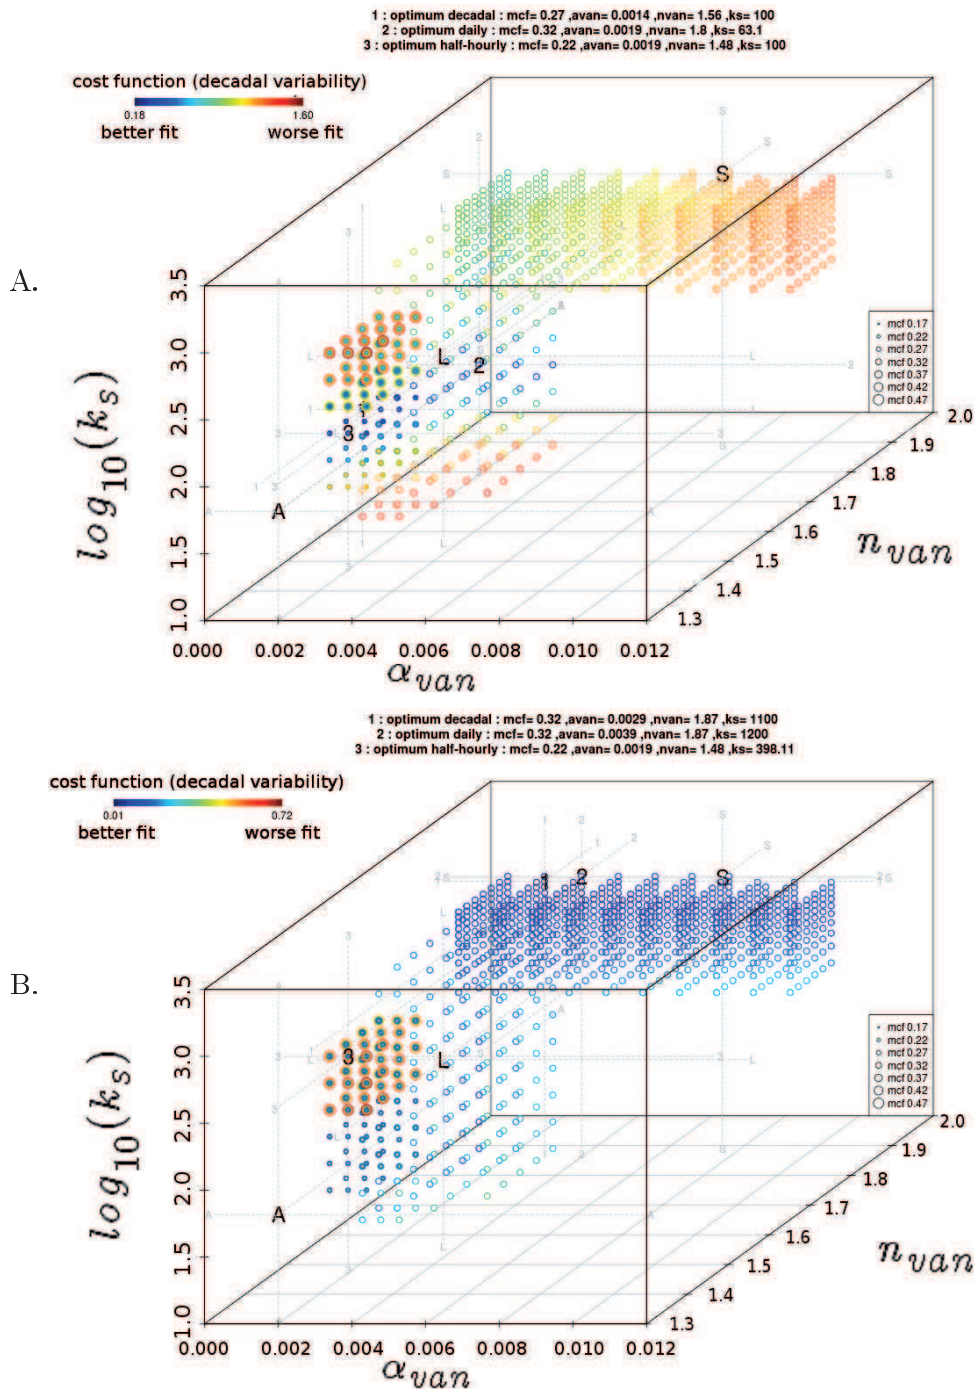 1 : optimum decadal : mcf= 0.27 ,avan= 0.0014 ,nvan= 1.56 ,ks= 100
2 : optimum daily : mcf= 0.32 ,avan= 0.0019 ,nvan= 1.8 ,ks= 63.1
3 : optimum half-hourly : mcf= 0.22 ,avan= 0.0019 ,nvan= 1.48 ,ks= 100
cost function (decadal variability)
0.18 1.60
better fit worse fit
A.
S
L
2
1
3
A
mcf 0.17
mcf 0.22
mcf 0.27
mcf 0.32
mcf 0.37
mcf 0.42
mcf 0.47
3.5
3.0
2.5
2.0
1.5
1.0
log10(ks)
2.0
1.9
1.8
1.7
1.6
1.5
1.4
1.3
n van
0.000 0.002 0.004 0.006 0.008 0.010 0.012
α van
1 : optimum decadal : mcf= 0.32 ,avan= 0.0029 ,nvan= 1.87 ,ks= 1100
2 : optimum daily : mcf= 0.32 ,avan= 0.0039 ,nvan= 1.87 ,ks= 1200
3 : optimum half-hourly : mcf= 0.22 ,avan= 0.0019 ,nvan= 1.48 ,ks= 398.11
cost function (decadal variability)
0.01 0.72
better fit worse fit
B.
1 2 S
3 L
A
mcf 0.17
mcf 0.22
mcf 0.27
mcf 0.32
mcf 0.37
mcf 0.42
mcf 0.47
3.5
3.0
2.5
2.0
1.5
1.0
log10(ks)
2.0
1.9
1.8
1.7
1.6
1.5
1.4
1.3
n van
0.000 0.002 0.004 0.006 0.008 0.010 0.012
α van